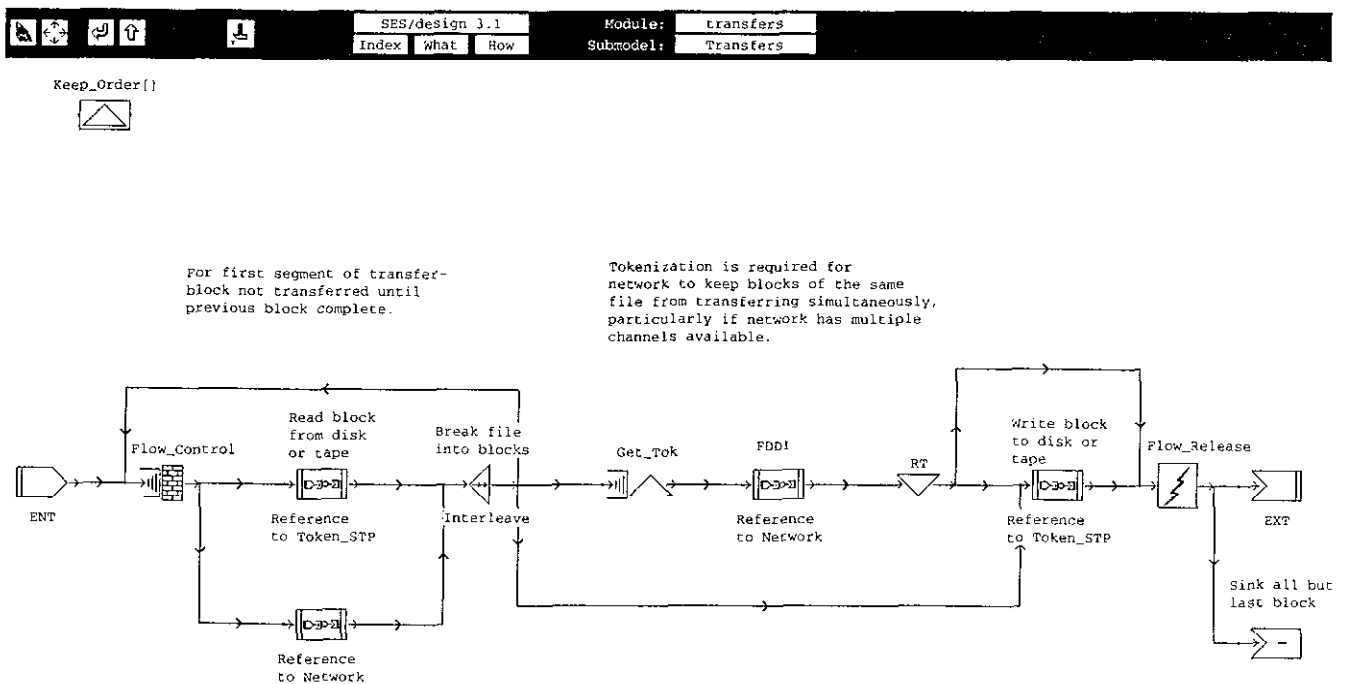 SES/design 3.1
Module:
transfers
Index
What
How
Submodel:
Transfers
Keep_Order[]
For first segment of transfer-
block not transferred until
previous block complete.
Tokenization is required for
network to keep blocks of the same
file from transferring simultaneously,
particularly if network has multiple
channels available.
Flow_Control
Read block
from disk
or tape
Break file
into blocks
Get_Tok
FDDI
RT
Write block
to disk or
tape
Flow_Release
ENT
Reference
to Token_STP
Interleave
Reference
to Network
Reference
to Token_STP
EXT
Sink all but
last block
Reference
to Network